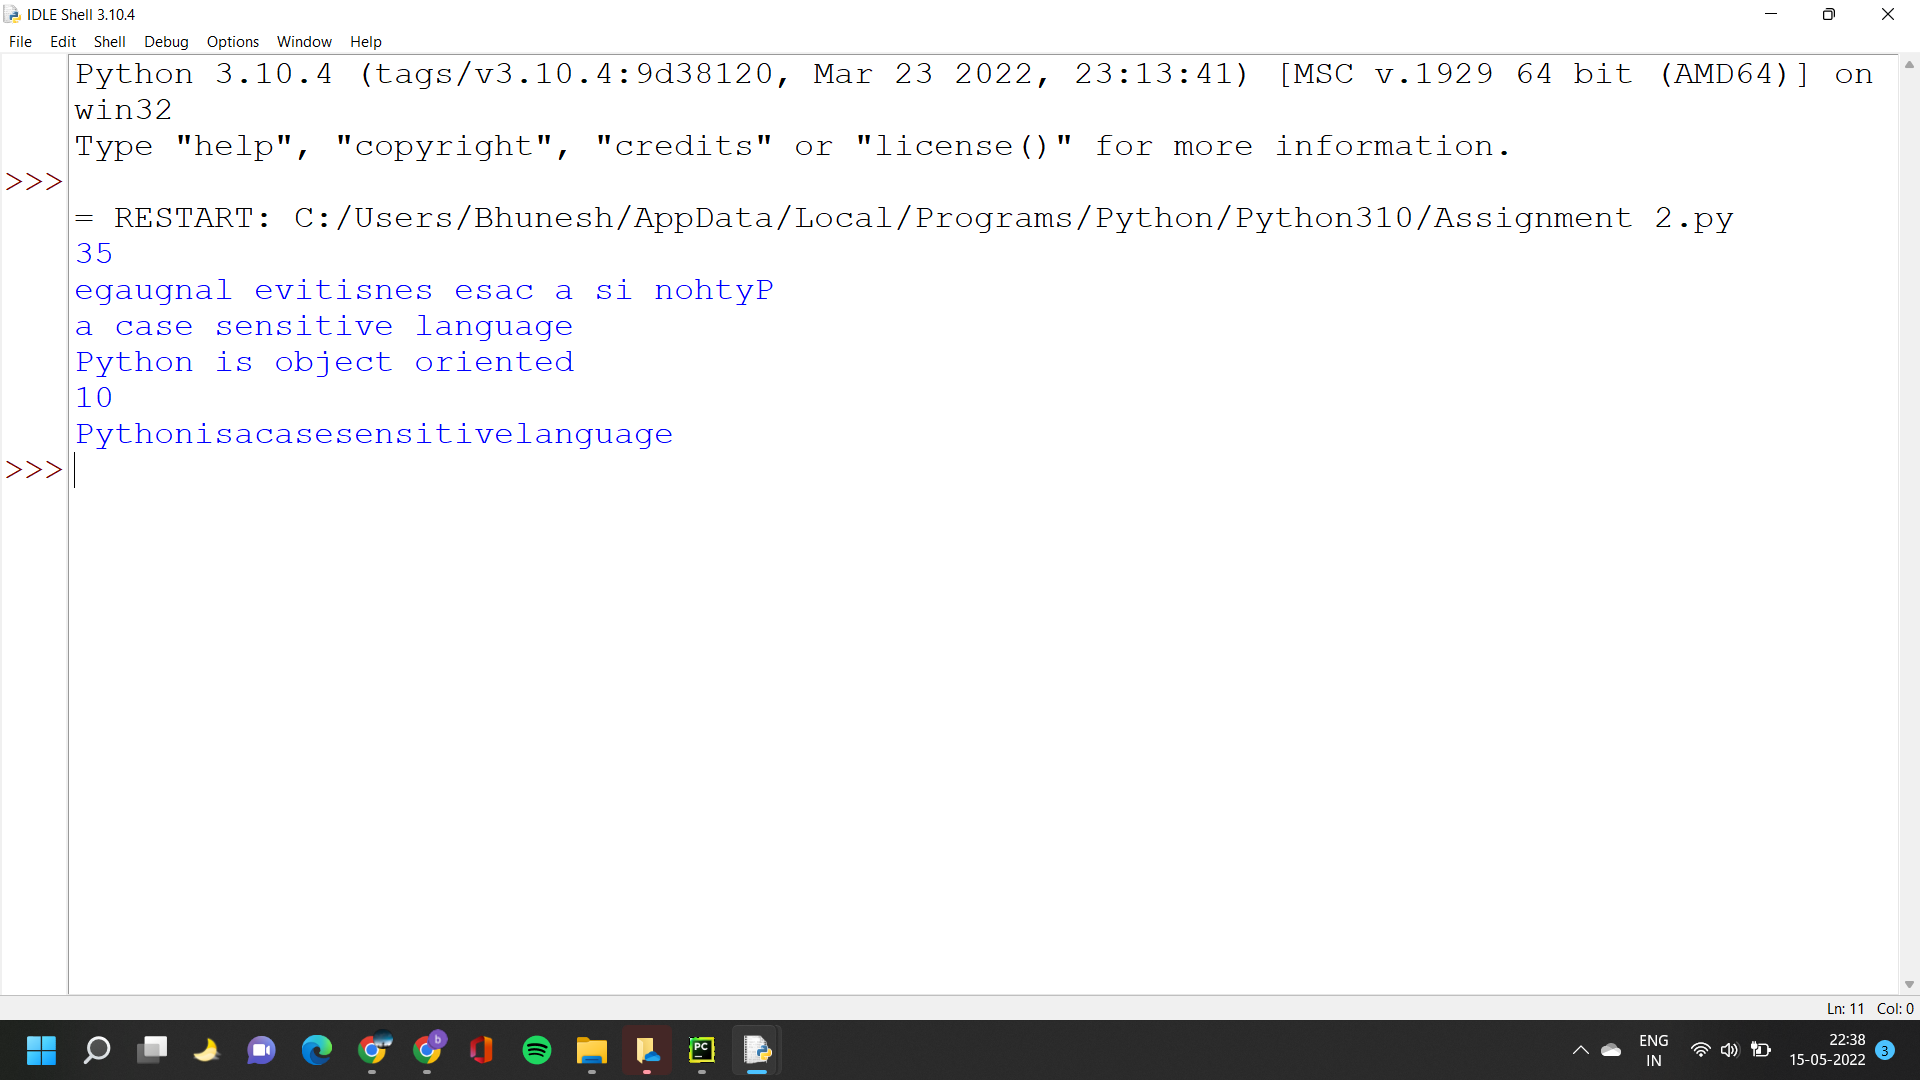 IDLE Shell 3.10.4
File Edit Shell Debug Options Window Help
Python 3.10.4 (tags/v3.10.4:9d38120, Mar 23 2022, 23:13:41) [MSC v.1929 64 bit (AMD64)] on
win32
Type "help", "copyright", "credits" or "license()" for more information.
>>>
= RESTART: C:/Users/Bhunesh/AppData/Local/Programs/Python/Python310/Assignment 2.py
35
egaugnal evitisnes esac a si nohtyP
a case sensitive language
Python is object oriented
10
Pythonisacasesensitivelanguage
>>>
Ln: 11 Col: 0
b
PC
ENG
IN
22:38
15-05-2022
3